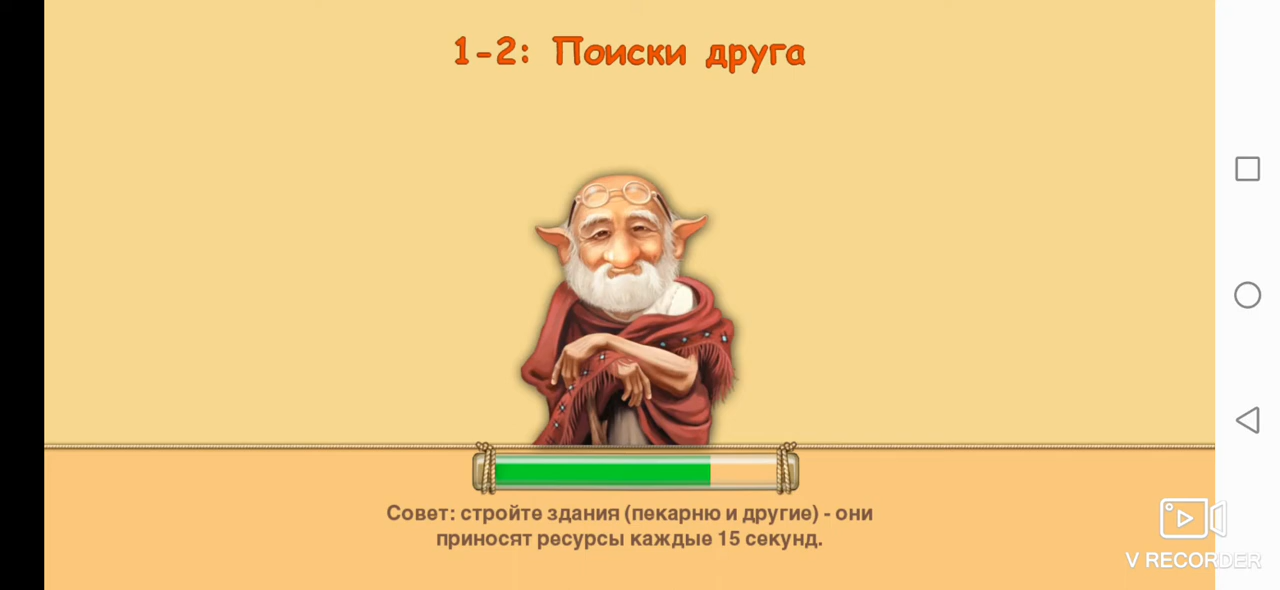 1-2: Поиски друга
Совет: стройте здания (пекарню и другие) - они
приносят ресурсы каждые 15 секунд.
V RECORDER